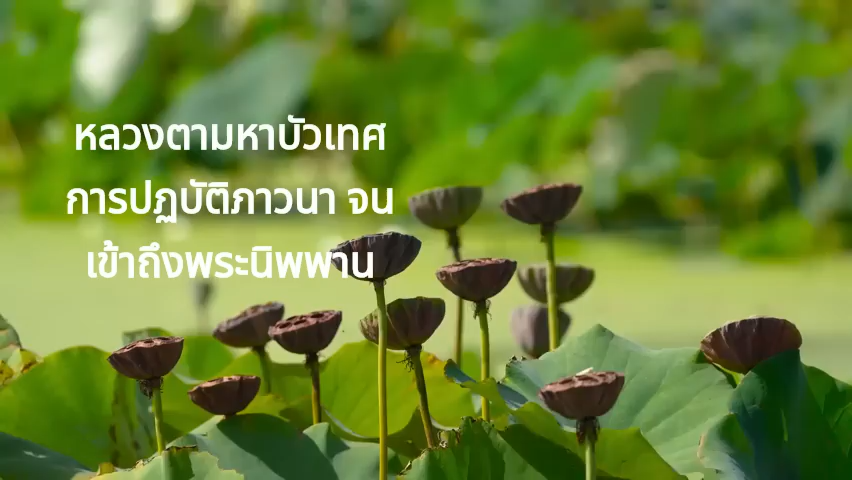 หลวงตามหาบัวเทศ
การปฏบัติภาวนา จน
เข้าถึงพระนิพพาน